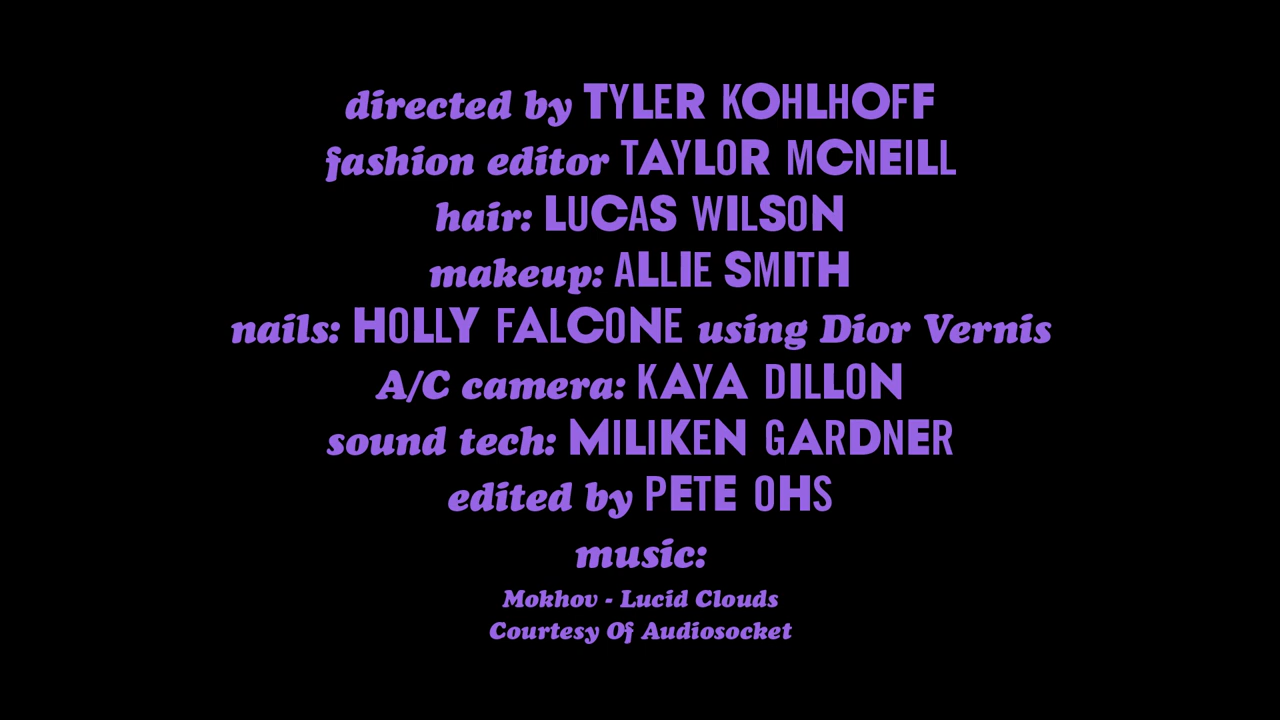 directed by TYLER KOHLHOFF
fashion editor TAYLOR MCNEILL
hair: LUCAS WILSON
makeup: ALLIE SMITH
nails: HOLLY FALCONE using Dior Vernis
A/C camera: KAYA DILLON
sound tech: MILIKEN GARDNER
edited by PETE OHS
music:
Mokhov - Lucid Clouds
Courtesy Of Audiosocket